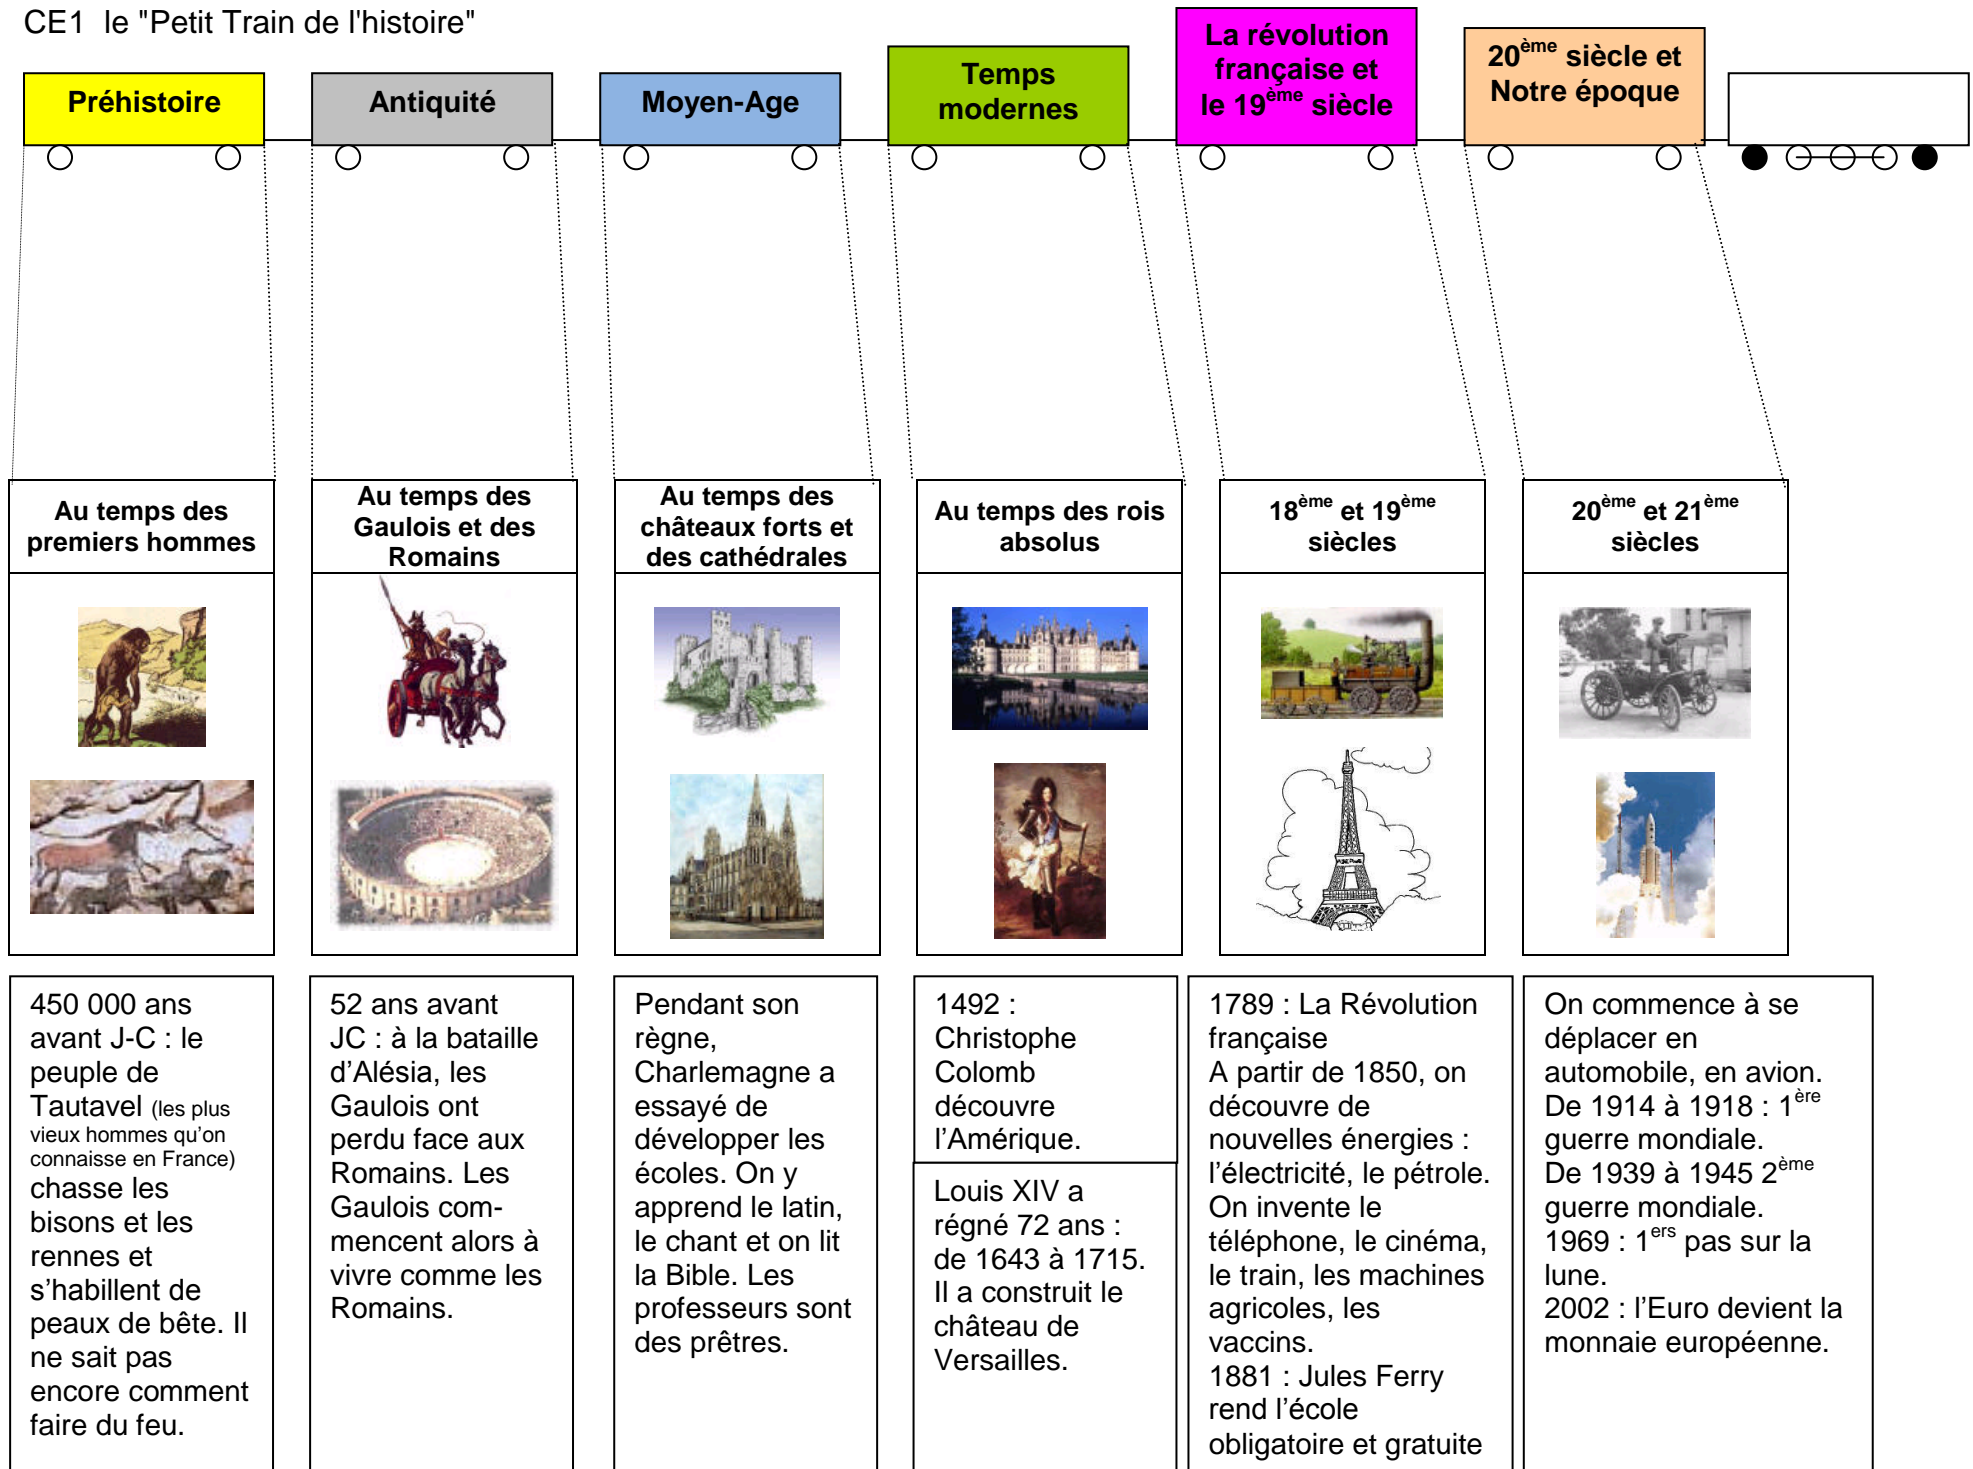 CE1 le "Petit Train de l'histoire"
Préhistoire
Antiquité
Moyen-Age
Temps
modernes
La révolution
française et
le 19ème siècle
20ème siècle et
Notre époque
Au temps des
premiers hommes
Au temps des
Gaulois et des
Romains
Au temps des
châteaux forts et
des cathédrales
Au temps des rois
absolus
18ème et 19ème
siècles
20ème et 21ème
siècles
450 000 ans
avant J-C : le
peuple de
Tautavel (les plus
vieux hommes qu'on
connaisse en France)
chasse les
bisons et les
rennes et
s'habillent de
peaux de bête. Il
ne sait pas
encore comment
faire du feu.
52 ans avant
JC : à la bataille
d'Alésia, les
Gaulois ont
perdu face aux
Romains. Les
Gaulois com-
mencent alors à
vivre comme les
Romains.
Pendant son
règne,
Charlemagne a
essayé de
développer les
écoles. On y
apprend le latin,
le chant et on lit
la Bible. Les
professeurs sont
des prêtres.
1492 :
Christophe
Colomb
découvre
l'Amérique.
Louis XIV a
régné 72 ans :
de 1643 à 1715.
Il a construit le
château de
Versailles.
1789 : La Révolution
française
A partir de 1850, on
découvre de
nouvelles énergies :
l'électricité, le pétrole.
On invente le
téléphone, le cinéma,
le train, les machines
agricoles, les
vaccins.
1881 : Jules Ferry
rend l'école
obligatoire et gratuite
On commence à se
déplacer en
automobile, en avion.
De 1914 à 1918 : 1ère
guerre mondiale.
De 1939 à 1945 2ème
guerre mondiale.
1969 : 1ers pas sur la
lune.
2002 : l'Euro devient la
monnaie européenne.